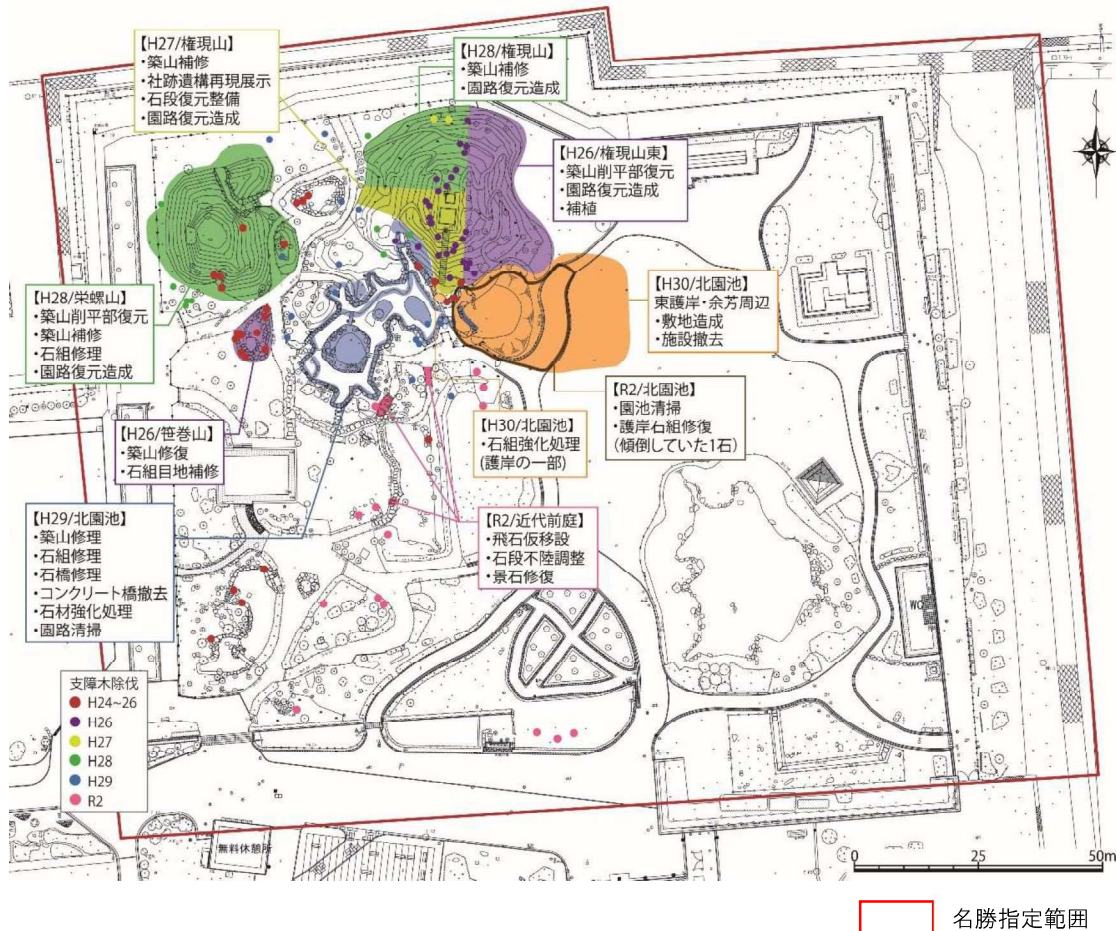 【H27/権現山】
・築山補修
・社跡遺構再現展示
・石段復元整備
・園路復元造成
【H28/権現山】
・築山補修
・園路復元造成
【H26/権現山東】
・築山削平部復元
・園路復元造成
・補植
【H28/栄螺山】
・築山削平部復元
・築山補修
・石組修理
・園路復元造成
【H30/北園池】
東護岸・余芳周辺
・敷地造成
・施設撤去
【R2/北園池】
・園池清掃
・護岸石組修復
(傾倒していた1石)
【H26/笹巻山】
・築山修復
・石組目地補修
【H30/北園池】
・石組強化処理
(護岸の一部)
【H29/北園池】
・築山修理
・石組修理
・石橋修理
・コンクリート橋撤去
・石材強化処理
・園路清掃
【R2/近代前庭】
・飛石仮移設
・石段不陸調整
・景石修復
WC
支障木除伐
H24~26
H26
H27
H28
H29
R2
無料休憩所
0 25 50m
名勝指定範囲